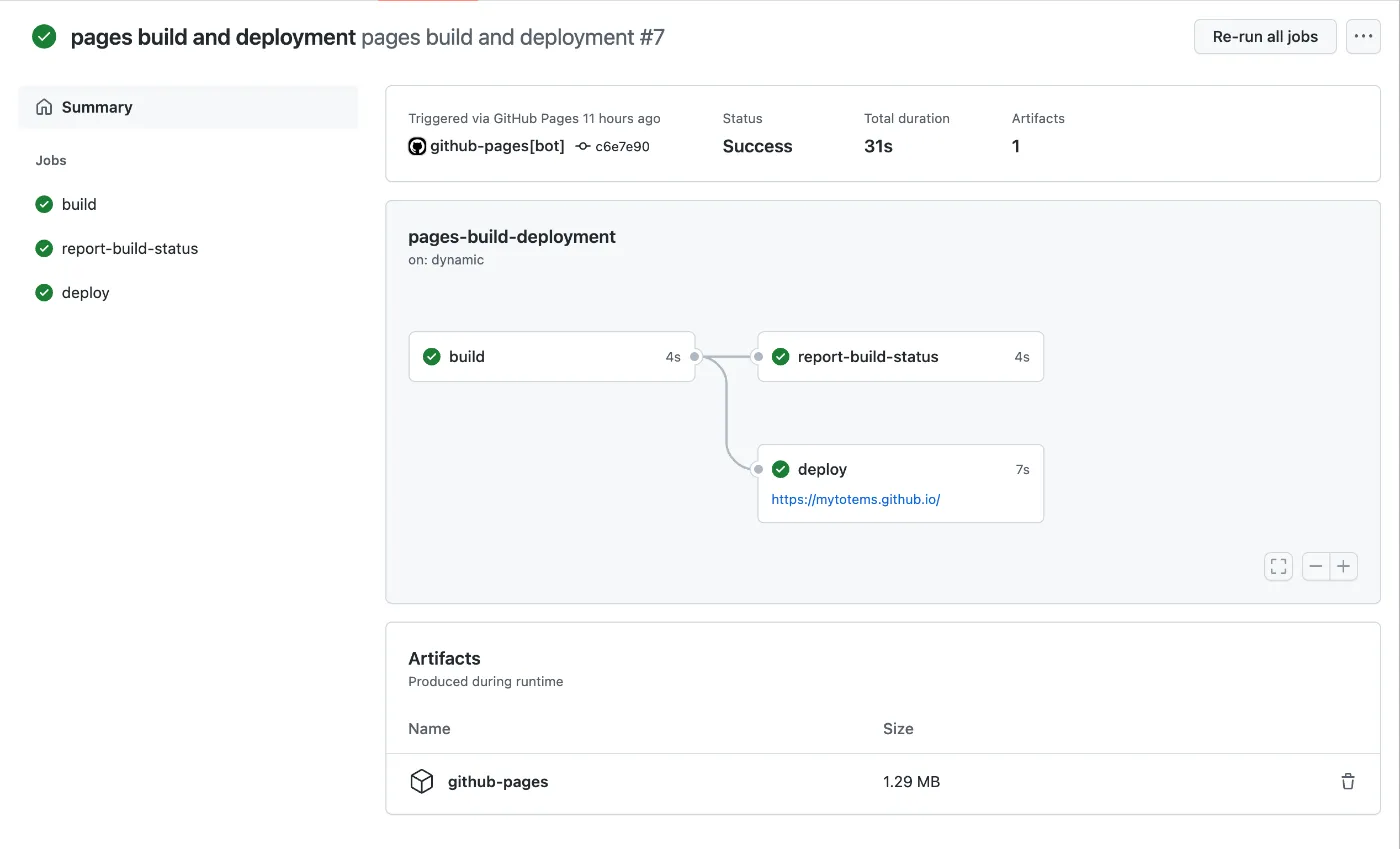 pages build and deployment pages build and deployment #7
Re-run all jobs
Summary
Jobs
build
report-build-status
deploy
Triggered via GitHub Pages 11 hours ago
github-pages[bot] c6e7e90
Status
Success
Total duration
31s
Artifacts
1
pages-build-deployment
on: dynamic
build 4s
report-build-status 4s
deploy 7s
https://mytotems.github.io/
Artifacts
Produced during runtime
Name Size
github-pages 1.29 MB